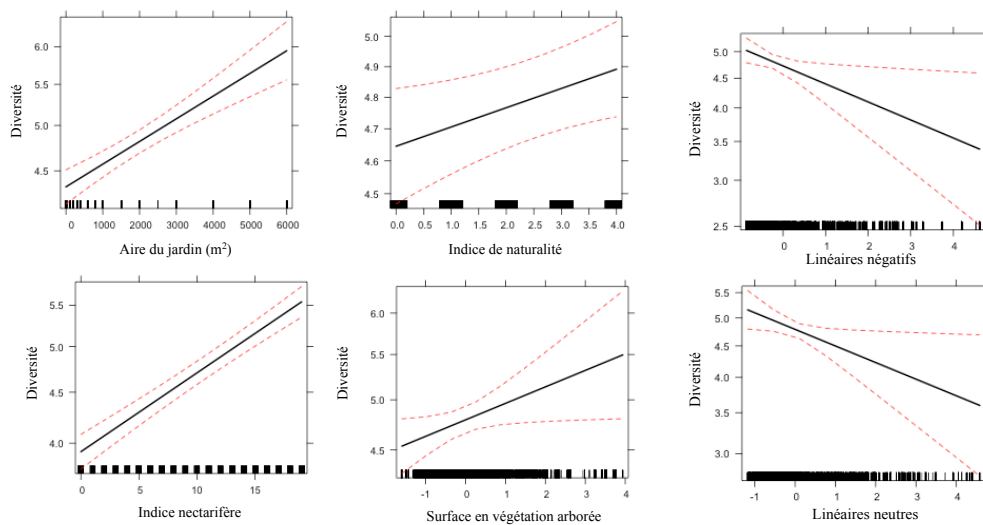 Diversité
6.0
5.5
5.0
4.5
0 1000 2000 3000 4000 5000 6000
Aire du jardin (m²)
Diversité
5.0
4.9
4.8
4.7
4.6
4.5
0.0 0.5 1.0 1.5 2.0 2.5 3.0 3.5 4.0
Indice de naturalité
Diversité
5.0
4.5
4.0
3.5
3.0
2.5
0 1 2 3 4
Linéaires négatifs
Diversité
5.5
5.0
4.5
4.0
0 5 10 15
Indice nectarifère
Diversité
6.0
5.5
5.0
4.5
-1 0 1 2 3 4
Surface en végétation arborée
Diversité
5.5
5.0
4.5
4.0
3.5
3.0
-1 0 1 2 3 4
Linéaires neutres